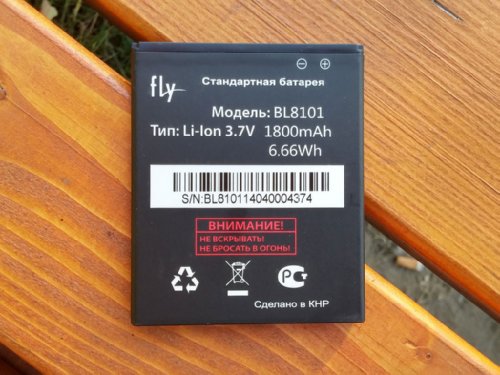 fly
Стандартная батарея
Модель: BL8101
Тип: Li-Ion 3.7V 1800mAh
6.66Wh
S/N:BL810114040004374
ВНИМАНИЕ!
НЕ ВСКРЫВАТЬ!
НЕ БРОСАТЬ В ОГОНЬ!
Сделано в КНР